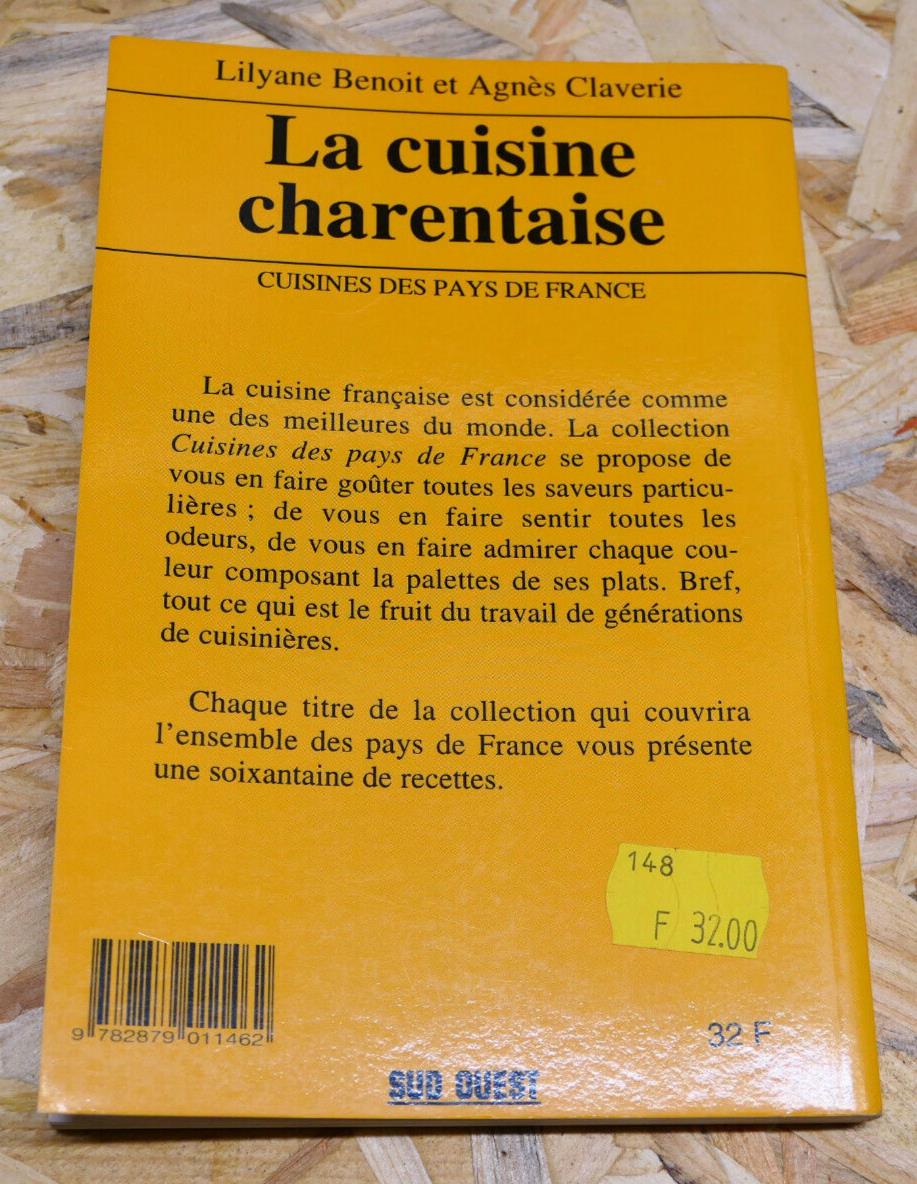 Lilyane Benoit et Agnès Claverie
La cuisine
charentaise
CUISINES DES PAYS DE FRANCE
La cuisine française est considérée comme
une des meilleures du monde. La collection
Cuisines des pays de France se propose de
vous en faire goûter toutes les saveurs particu-
lières ; de vous en faire sentir toutes les
odeurs, de vous en faire admirer chaque cou-
leur composant la palettes de ses plats. Bref,
tout ce qui est le fruit du travail de générations
de cuisinières.
Chaque titre de la collection qui couvrira
l'ensemble des pays de France vous présente
une soixantaine de recettes.
148
F 32.00
9 782879 011462
32 F
SUD OUEST